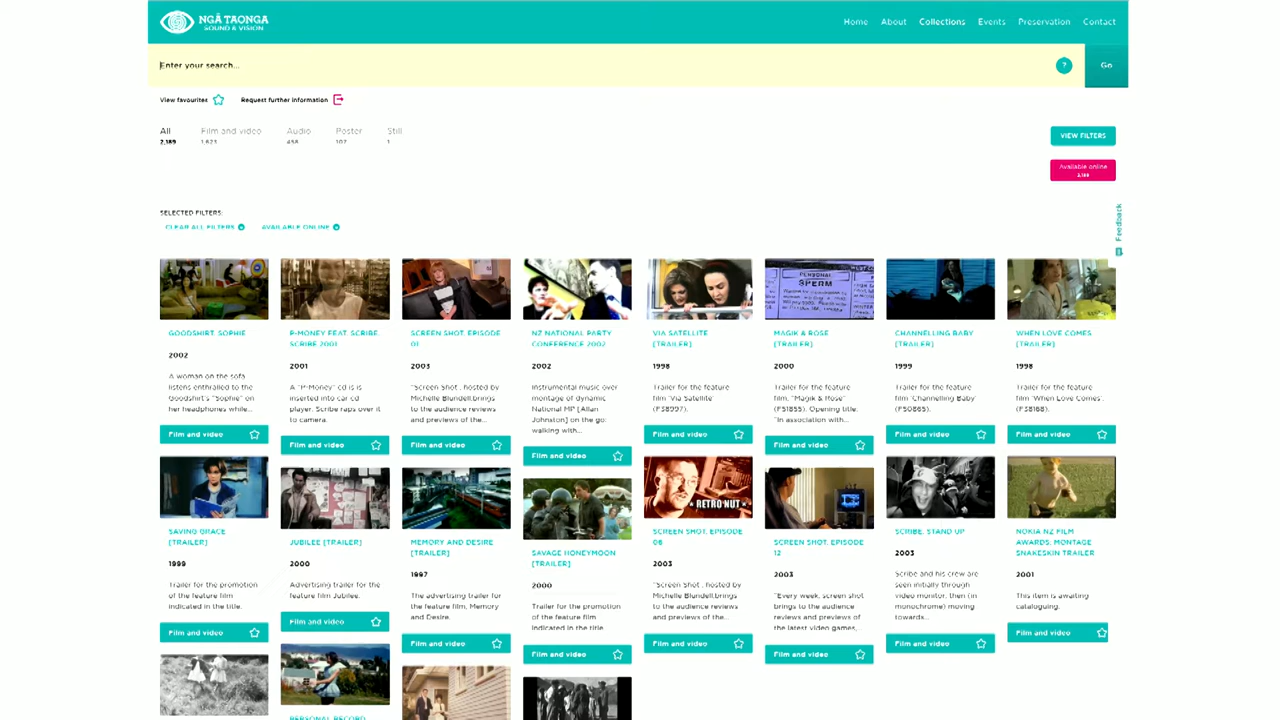 NGĀ TAONGA
SOUND & VISION
Home About Collections Events Preservation Contact
Enter your search...
?
Go
View favourites
Request further information
All Film and video Audio Poster Still
2,189 1,623 458 107 1
VIEW FILTERS
Available online
2,189
Feedback
SELECTED FILTERS:
CLEAR ALL FILTERS AVAILABLE ONLINE
GOODSHIRT. SOPHIE
2002
A woman on the sofa
listens enthralled to the
Goodshirt's "Sophie" on
her headphones while...
Film and video
P-MONEY FEAT. SCRIBE.
SCRIBE 2001
2001
A "P-Money" cd is is
inserted into car cd
player. Scribe raps over it
to camera.
Film and video
SCREEN SHOT. EPISODE
01
2003
"Screen Shot', hosted by
Michelle Blundell,brings
to the audience reviews
and previews of the...
Film and video
NZ NATIONAL PARTY.
CONFERENCE 2002
2002
Instrumental music over
montage of dynamic
National MP [Allan
Johnston] on the go:
walking with...
Film and video
VIA SATELLITE
[TRAILER]
1998
Trailer for the feature
film 'Via Satellite'
(F38997).
Film and video
PERSONAL
SPERM
MAGIK & ROSE
[TRAILER]
2000
Trailer for the feature
film, "Magik & Rose"
(F51855). Opening title:
"In association with...
Film and video
CHANNELLING BABY
[TRAILER]
1999
Trailer for the feature
film 'Channelling Baby'
(F50865).
Film and video
WHEN LOVE COMES
[TRAILER]
1998
Trailer for the feature
film "When Love Comes".
(F38168).
Film and video
SAVING GRACE
[TRAILER]
1999
Trailer for the promotion
of the feature film
indicated in the title.
Film and video
JUBILEE [TRAILER]
2000
Advertising trailer for the
feature film Jubilee.
Film and video
MEMORY AND DESIRE
[TRAILER]
1997
The advertising trailer for
the feature film, Memory
and Desire.
Film and video
SAVAGE HONEYMOON
[TRAILER]
2000
Trailer for the promotion
of the feature film
indicated in the title.
Film and video
RETRO NUT
SCREEN SHOT. EPISODE
06
2003
"Screen Shot', hosted by
Michelle Blundell,brings
to the audience reviews
and previews of the...
Film and video
SCREEN SHOT. EPISODE
12
2003
"Every week, screen shot
brings to the audience
reviews and previews of
the latest video games,...
Film and video
SCRIBE. STAND UP
2003
Scribe and his crew are
seen initially through
video monitor, then (in
monochrome) moving
towards...
Film and video
NOKIA NZ FILM
AWARDS. MONTAGE
SNAKESKIN TRAILER
2001
This item is awaiting
cataloguing.
Film and video
PERSONAL RECORD.